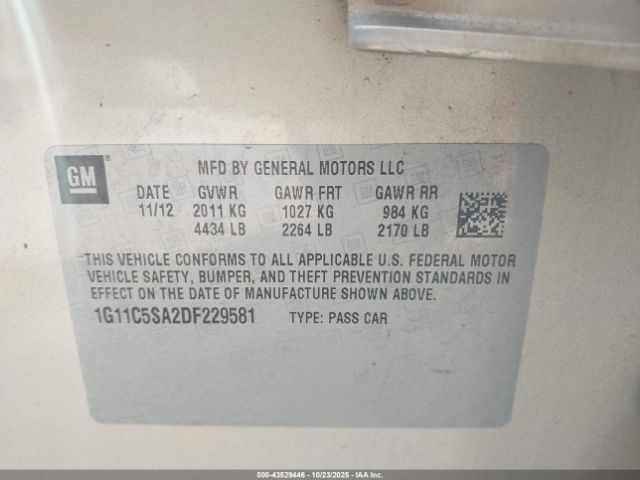 GM ®
MFD BY GENERAL MOTORS LLC
DATE GVWR GAWR FRT GAWR RR
11/12 2011 KG 1027 KG 984 KG
4434 LB 2264 LB 2170 LB
THIS VEHICLE CONFORMS TO ALL APPLICABLE U.S. FEDERAL MOTOR
VEHICLE SAFETY, BUMPER, AND THEFT PREVENTION STANDARDS IN
EFFECT ON THE DATE OF MANUFACTURE SHOWN ABOVE.
1G11C5SA2DF229581 TYPE: PASS CAR
000-43529446 - 10/23/2025 - IAA Inc.